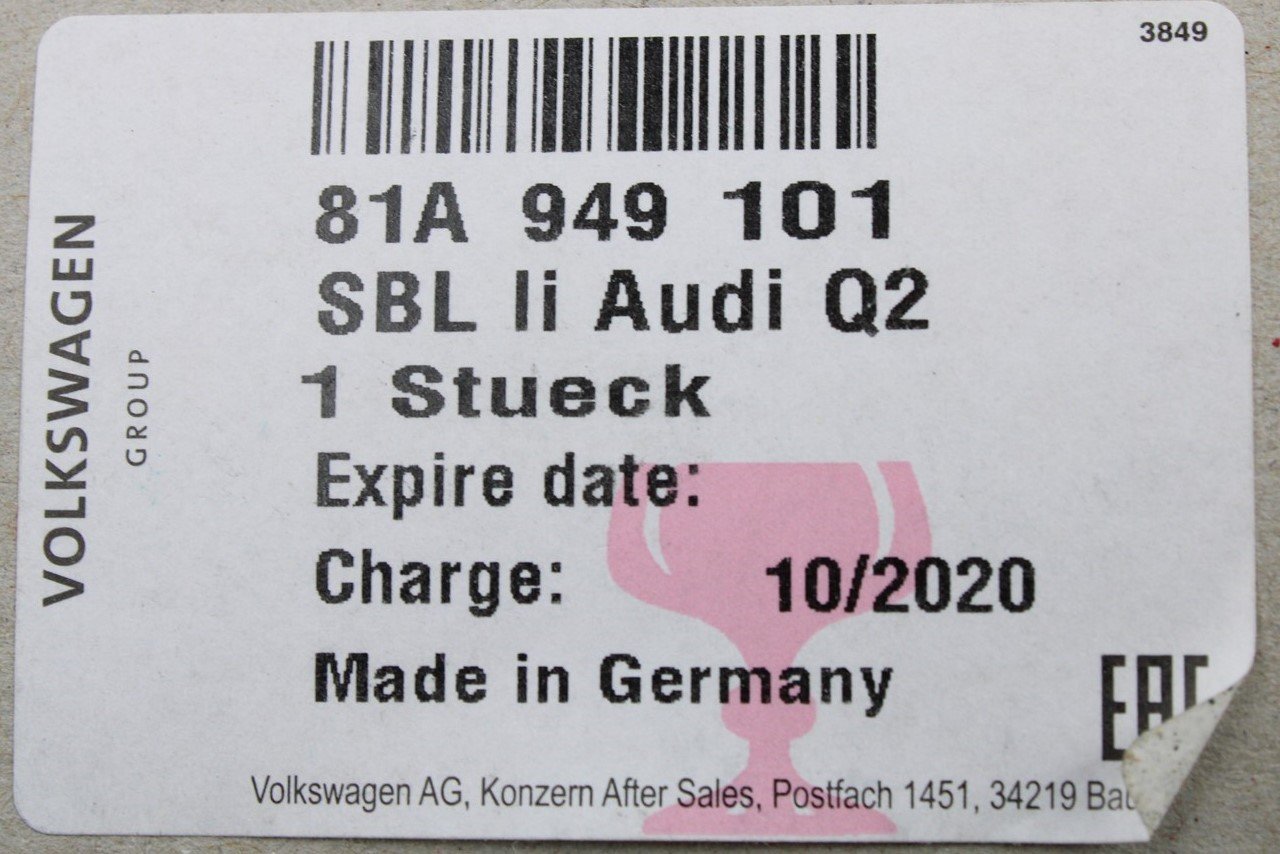 3849
81A 949 101
SBL li Audi Q2
1 Stueck
Expire date:
Charge: 10/2020
Made in Germany
EAC
Volkswagen AG, Konzern After Sales, Postfach 1451, 34219
VOLKSWAGEN
GROUP